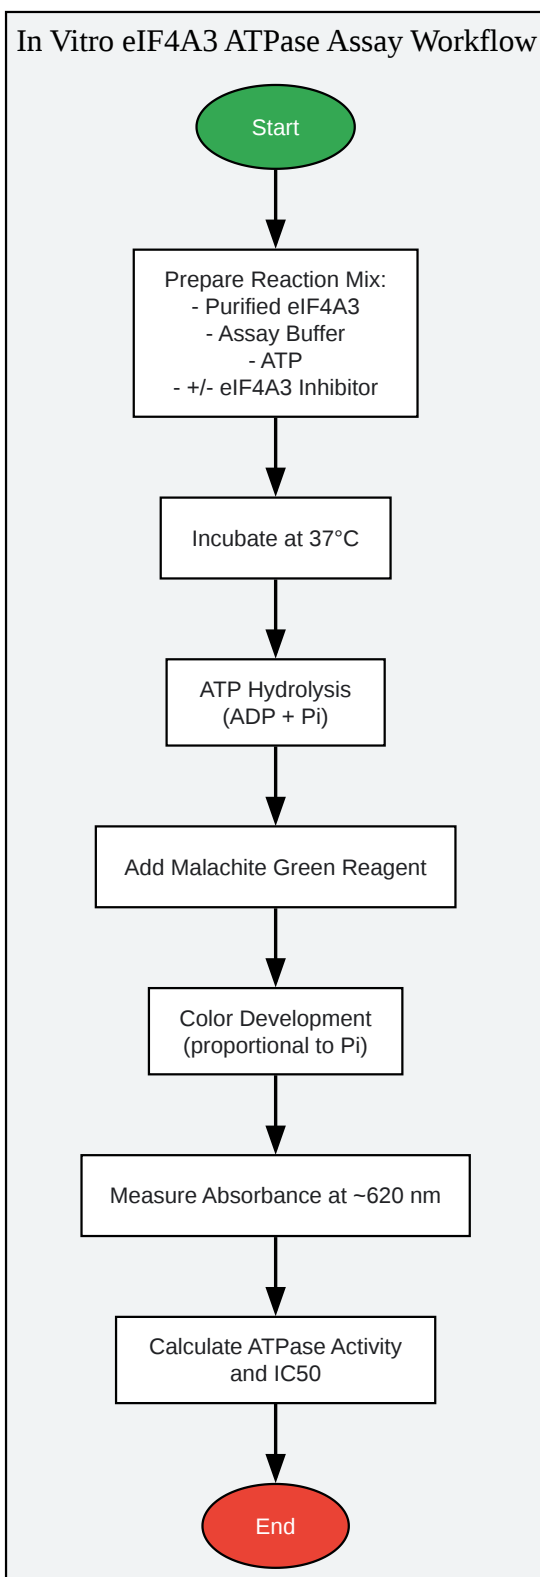 In Vitro eIF4A3 ATPase Assay Workflow
Start
Prepare Reaction Mix:
- Purified eIF4A3
- Assay Buffer
- ATP
- +/- eIF4A3 Inhibitor
Incubate at 37°C
ATP Hydrolysis
(ADP + Pi)
Add Malachite Green Reagent
Color Development
(proportional to Pi)
Measure Absorbance at ~620 nm
Calculate ATPase Activity
and IC50
End